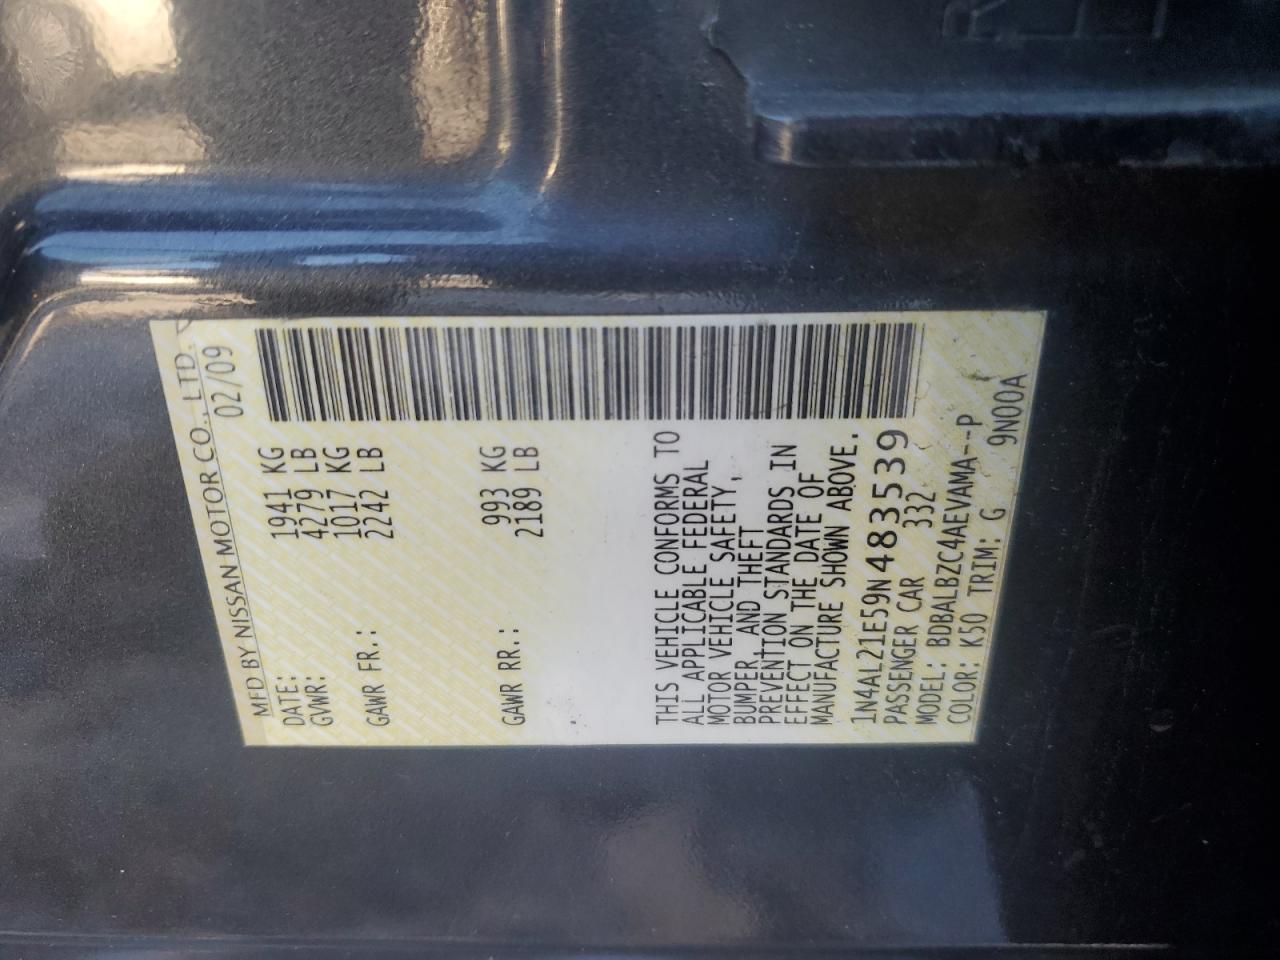 MFD BY NISSAN MOTOR CO., LTD.
DATE: 02/09
GVWR: 1941 KG
4279 LB
GAWR FR.: 1017 KG
2242 LB
GAWR RR.: 993 KG
2189 LB
THIS VEHICLE CONFORMS TO
ALL APPLICABLE FEDERAL
MOTOR VEHICLE SAFETY,
BUMPER, AND THEFT
PREVENTION STANDARDS IN
EFFECT ON THE DATE OF
MANUFACTURE SHOWN ABOVE.
1N4AL21E59N483539
PASSENGER CAR 332
MODEL: BDBALBZC4AEVAMA--P
COLOR: K50 TRIM: G 9N00A